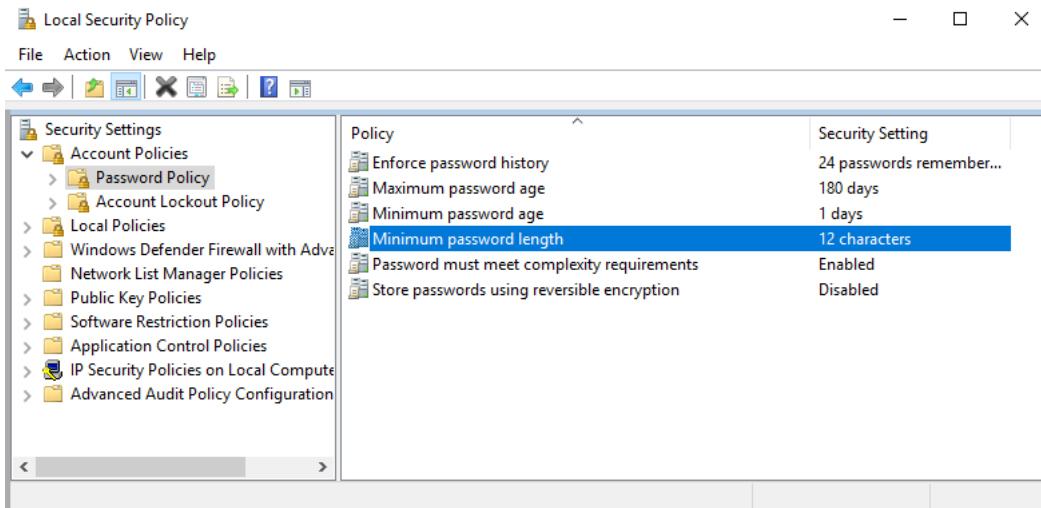 Local Security Policy
File Action View Help
Security Settings
Account Policies
Password Policy
Account Lockout Policy
Local Policies
Windows Defender Firewall with Adva
Network List Manager Policies
Public Key Policies
Software Restriction Policies
Application Control Policies
IP Security Policies on Local Compute
Advanced Audit Policy Configuration
Policy Security Setting
Enforce password history 24 passwords remember...
Maximum password age 180 days
Minimum password age 1 days
Minimum password length 12 characters
Password must meet complexity requirements Enabled
Store passwords using reversible encryption Disabled